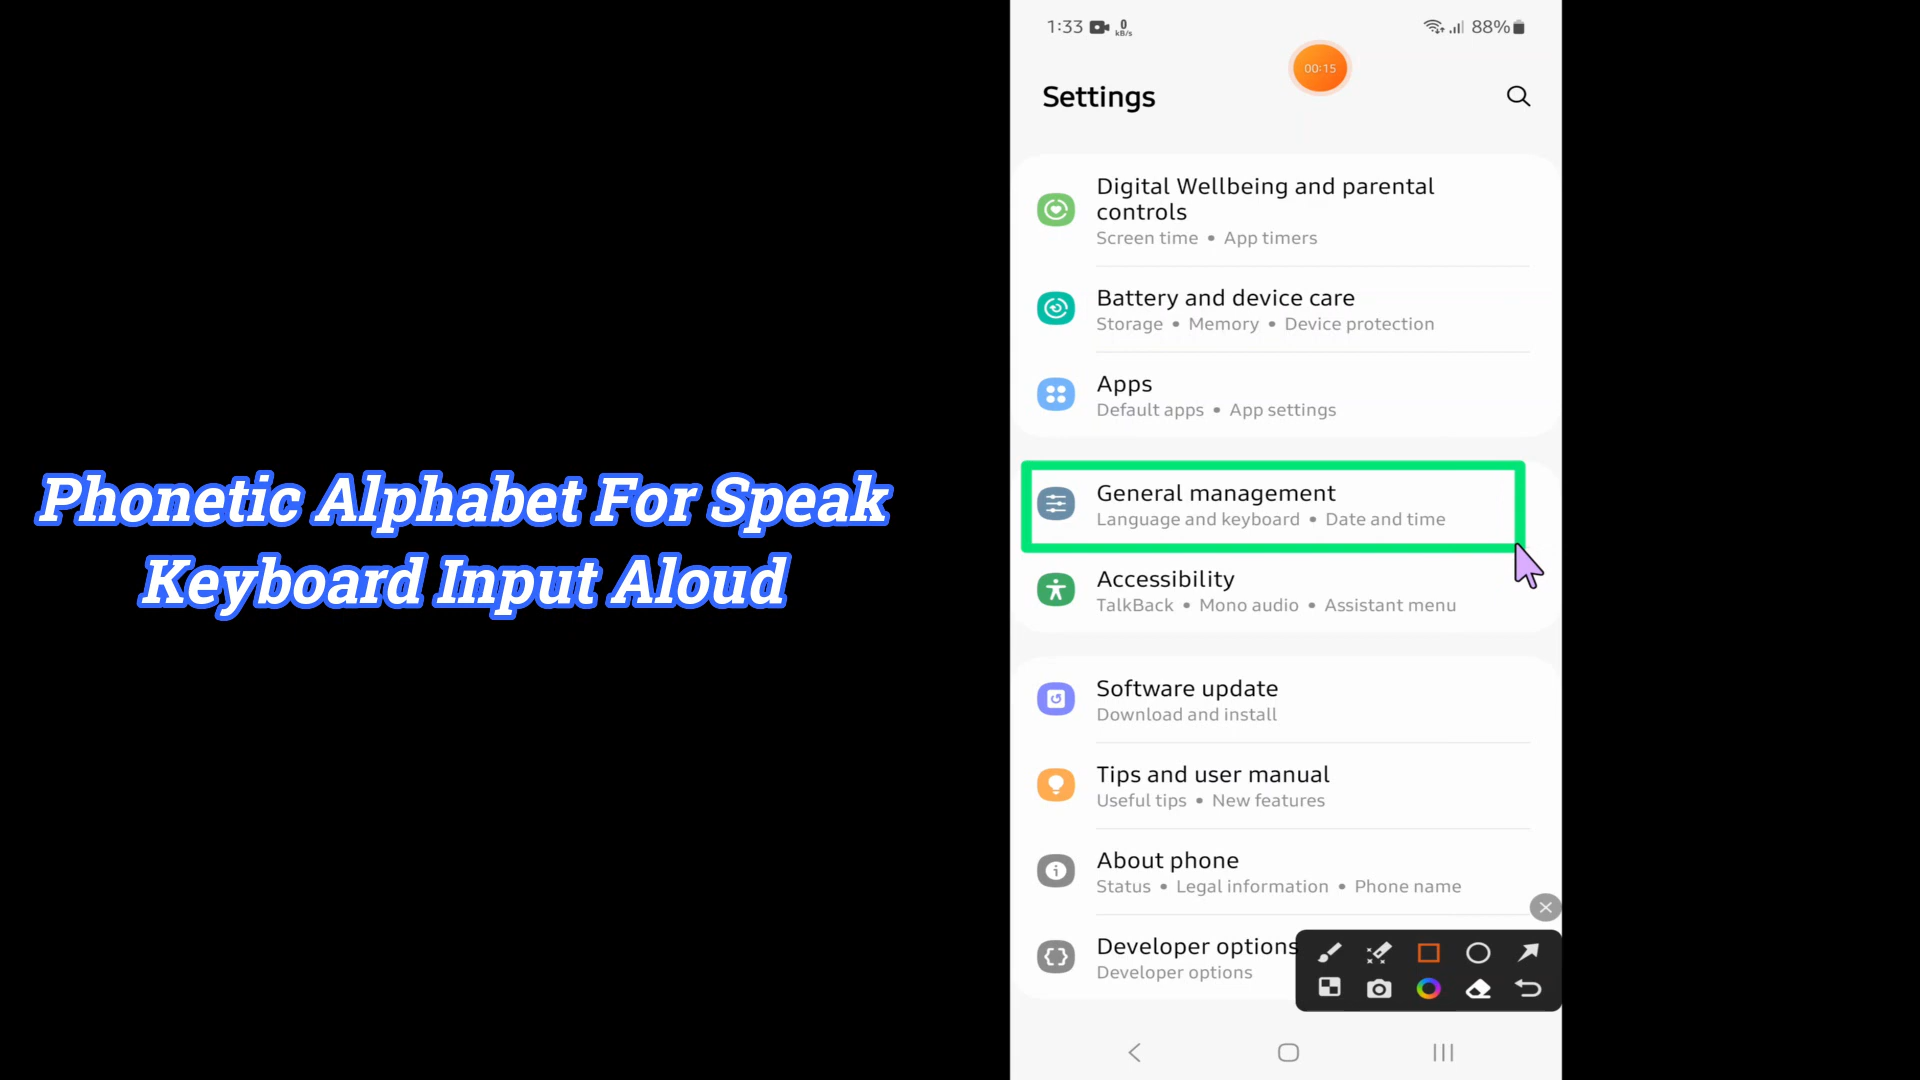 Phonetic Alphabet For Speak
Keyboard Input Aloud
1:33 0 kB/s 88%
00:15
Settings
Digital Wellbeing and parental
controls
Screen time • App timers
Battery and device care
Storage • Memory • Device protection
Apps
Default apps • App settings
General management
Language and keyboard • Date and time
Accessibility
TalkBack • Mono audio • Assistant menu
Software update
Download and install
Tips and user manual
Useful tips • New features
About phone
Status • Legal information • Phone name
Developer options
Developer options